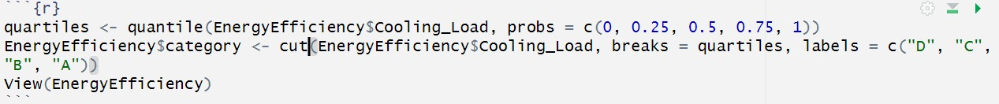 ```{r}
quartiles <- quantile(EnergyEfficiency$Cooling_Load, probs = c(0, 0.25, 0.5, 0.75, 1))
EnergyEfficiency$category <- cut(EnergyEfficiency$Cooling_Load, breaks = quartiles, labels = c("D", "C",
"B", "A"))
View(EnergyEfficiency)
```